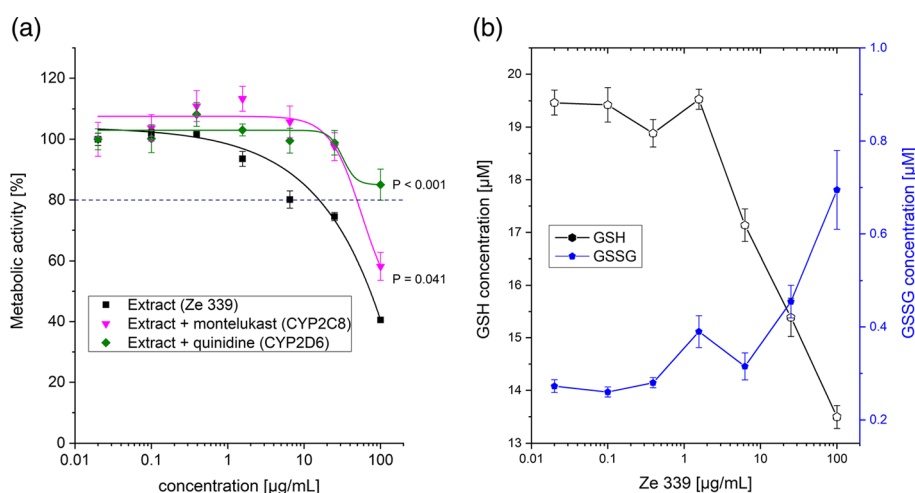 (a)
120
100
80
60
40
20
0
Metabolic activity [%]
P < 0.001
P = 0.041
Extract (Ze 339)
Extract + montelukast (CYP2C8)
Extract + quinidine (CYP2D6)
0.01 0.1 1 10 100
concentration [µg/mL]
(b)
20
19
18
17
16
15
14
13
GSH concentration [µM]
GSH
GSSG
1.0
0.8
0.6
0.4
0.2
GSSG concentration [µM]
0.01 0.1 1 10 100
Ze 339 [µg/mL]